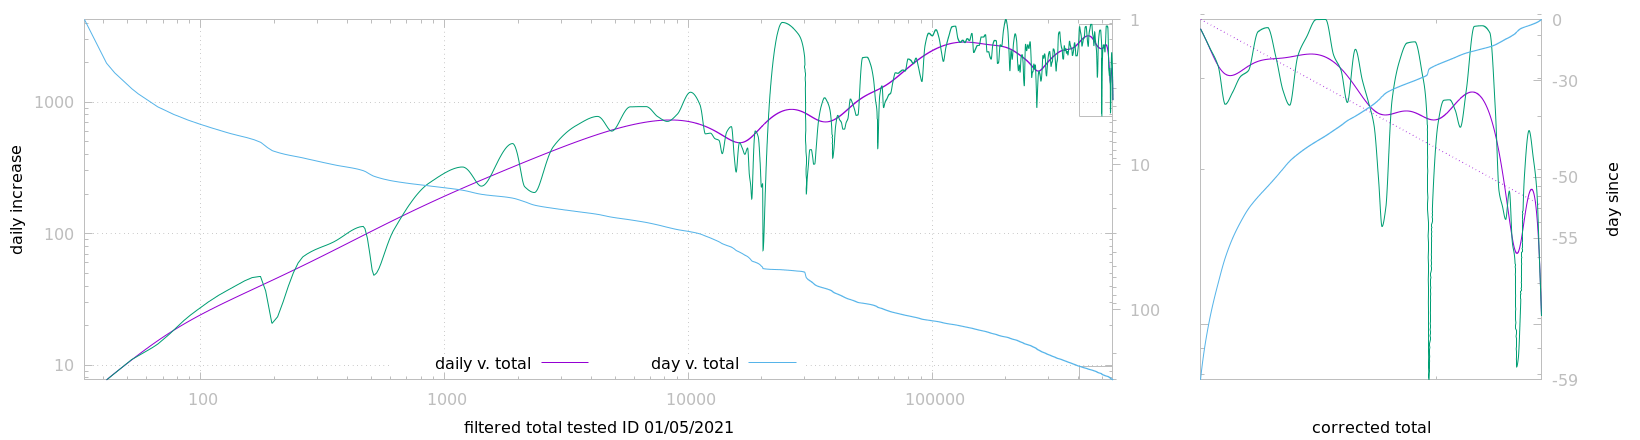 1
0
-30
1000
daily increase
10
-50
day since
100
-55
100
daily v. total
day v. total
10
-59
100
1000
10000
100000
filtered total tested ID 01/05/2021
corrected total